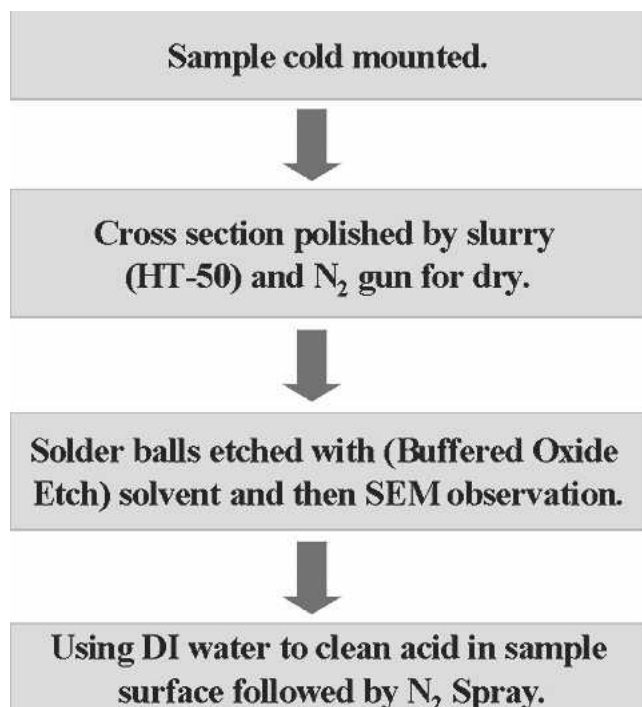 Sample cold mounted.
Cross section polished by slurry
(HT-50) and N₂ gun for dry.
Solder balls etched with (Buffered Oxide
Etch) solvent and then SEM observation.
Using DI water to clean acid in sample
surface followed by N₂ Spray.